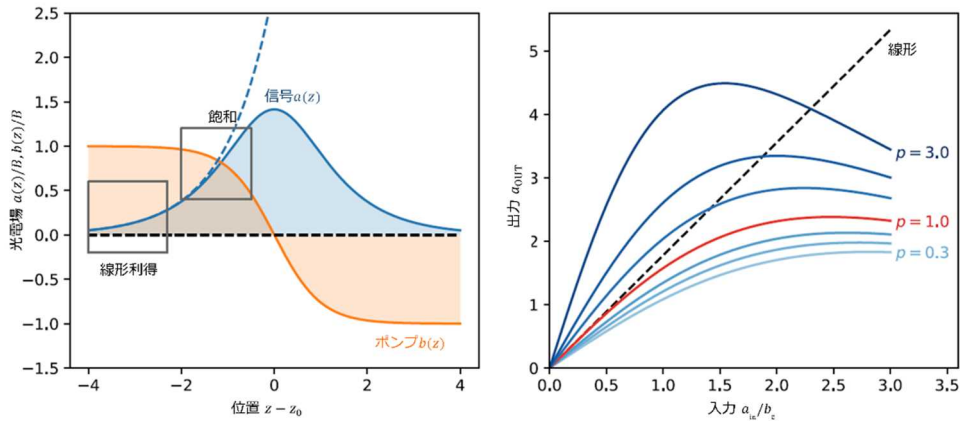 2.5
2.0
1.5
1.0
0.5
0.0
−0.5
−1.0
−1.5
光電場 a(z)/B, b(z)/B
信号a(z)
飽和
線形利得
ポンプb(z)
−4
−2
0
2
4
位置 z − z₀
5
4
3
2
1
0
出力 a_OUT
線形
p = 3.0
p = 1.0
p = 0.3
0.0
0.5
1.0
1.5
2.0
2.5
3.0
3.5
入力 a_in/b_z